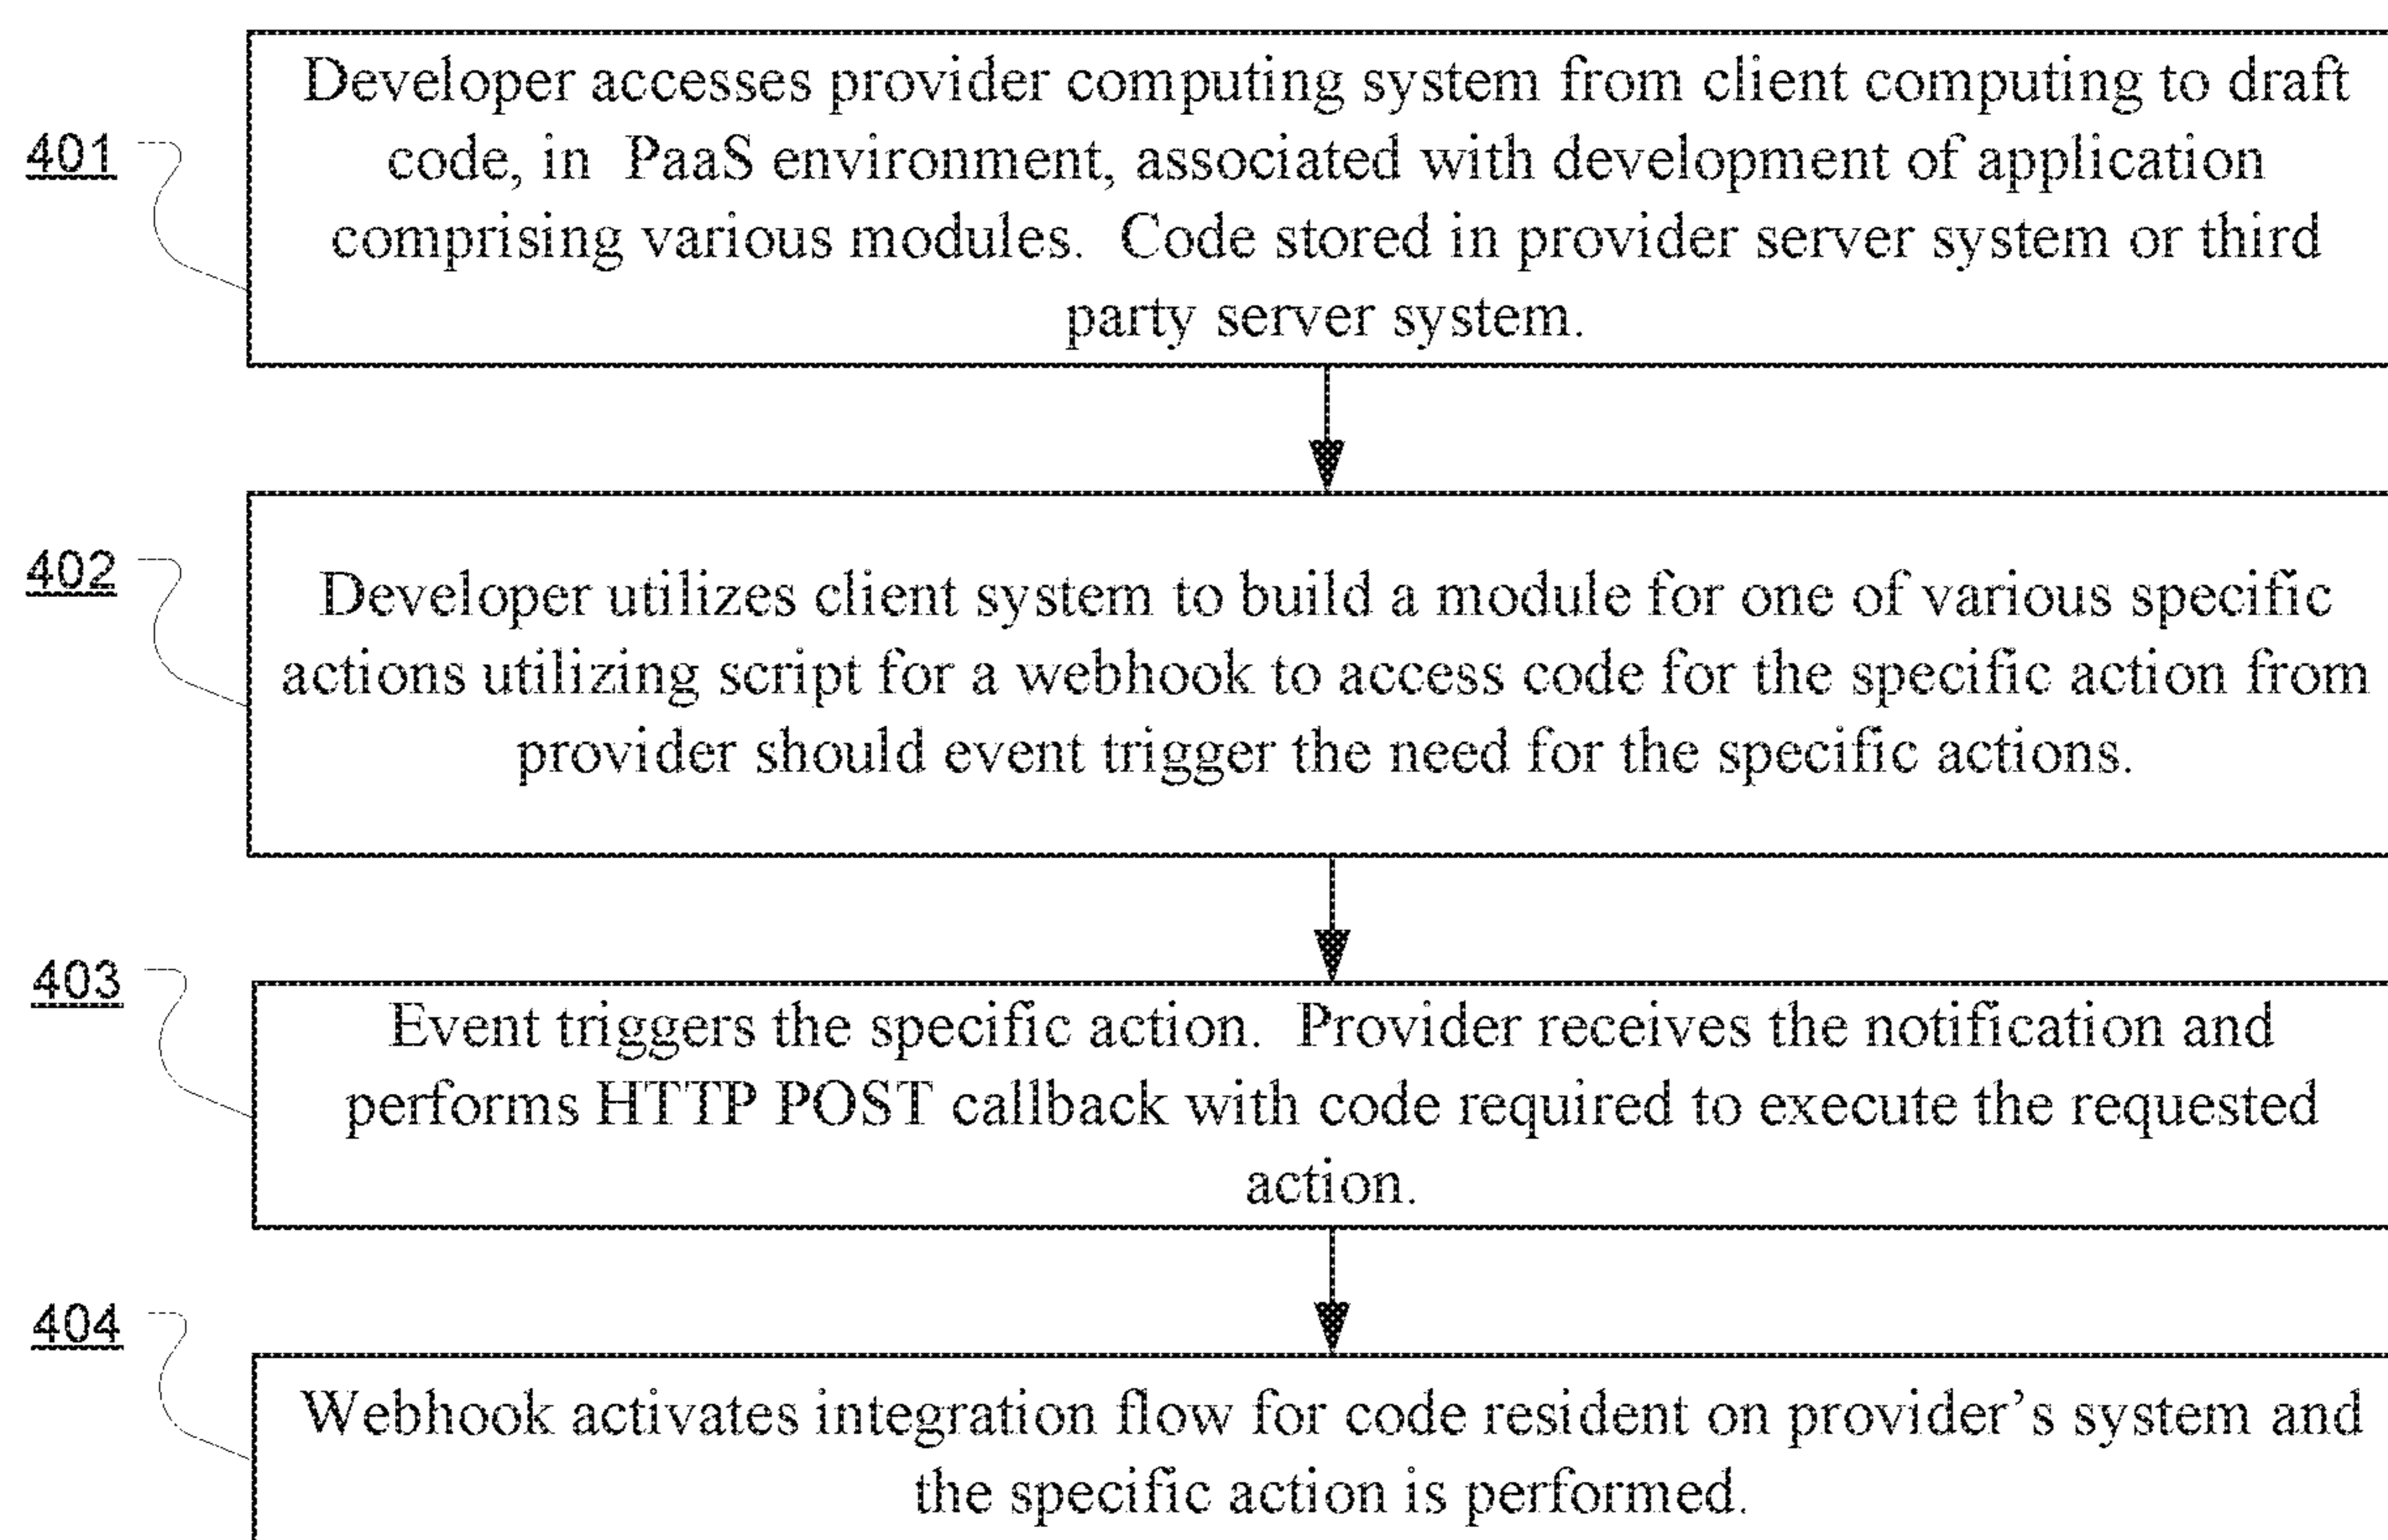 Developer accesses provider computing system from client computing to draft
401
code, in PaaS environment, associated with development of application
comprising various modules. Code stored in provider server system or third
party server system.
402
Developer utilizes client system to build a module for one of various specific
actions utilizing script for a webhook to access code for the specific action from
provider should event trigger the need for the specific actions.
403
Event triggers the specific action. Provider receives the notification and
performs HTTP POST callback with code required to execute the requested
action.
404
Webhook activates integration flow for code resident on provider’s system and
the specific action is performed.